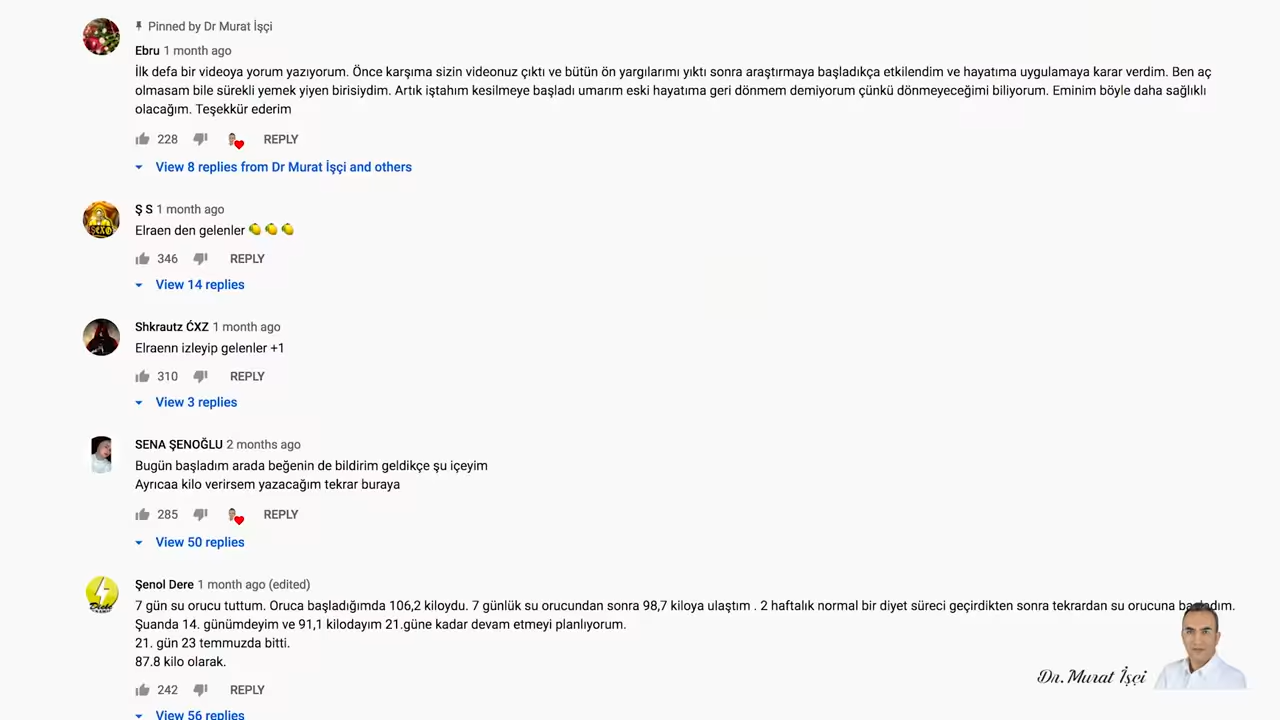 Pinned by Dr Murat İşçi
Ebru 1 month ago
İlk defa bir videoya yorum yazıyorum. Önce karşıma sizin videonuz çıktı ve bütün ön yargılarımı yıktı sonra araştırmaya başladıkça etkilendim ve hayatıma uygulamaya karar verdim. Ben aç
olmasam bile sürekli yemek yiyen birisiydim. Artık iştahım kesilmeye başladı umarım eski hayatıma geri dönmem demiyorum çünkü dönmeyeceğimi biliyorum. Eminim böyle daha sağlıklı
olacağım. Teşekkür ederim
228 REPLY
View 8 replies from Dr Murat İşçi and others
Ş S 1 month ago
Elraen den gelenler 🍋 🍋 🍋
346 REPLY
View 14 replies
Shkrautz ĆXZ 1 month ago
Elraenn izleyip gelenler +1
310 REPLY
View 3 replies
SENA ŞENOĞLU 2 months ago
Bugün başladım arada beğenin de bildirim geldikçe şu içeyim
Ayrıcaa kilo verirsem yazacağım tekrar buraya
285 REPLY
View 50 replies
Şenol Dere 1 month ago (edited)
7 gün su orucu tuttum. Oruca başladığımda 106,2 kiloydu. 7 günlük su orucundan sonra 98,7 kiloya ulaştım . 2 haftalık normal bir diyet süreci geçirdikten sonra tekrardan su orucuna başladım.
Şuanda 14. günümdeyim ve 91,1 kilodayım 21.güne kadar devam etmeyi planlıyorum.
21. gün 23 temmuzda bitti.
87.8 kilo olarak.
Dr. Murat İşçi
242 REPLY
View 56 replies